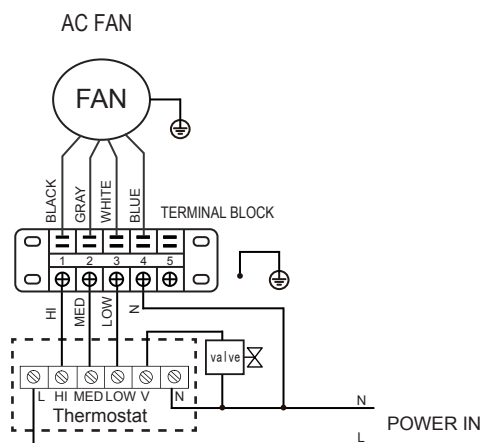 AC FAN
FAN
BLACK
GRAY
WHITE
BLUE
TERMINAL BLOCK
1 2 3 4 5
HI
MED
LOW
N
valve
L HI MED LOW V N
Thermostat
N
POWER IN
L